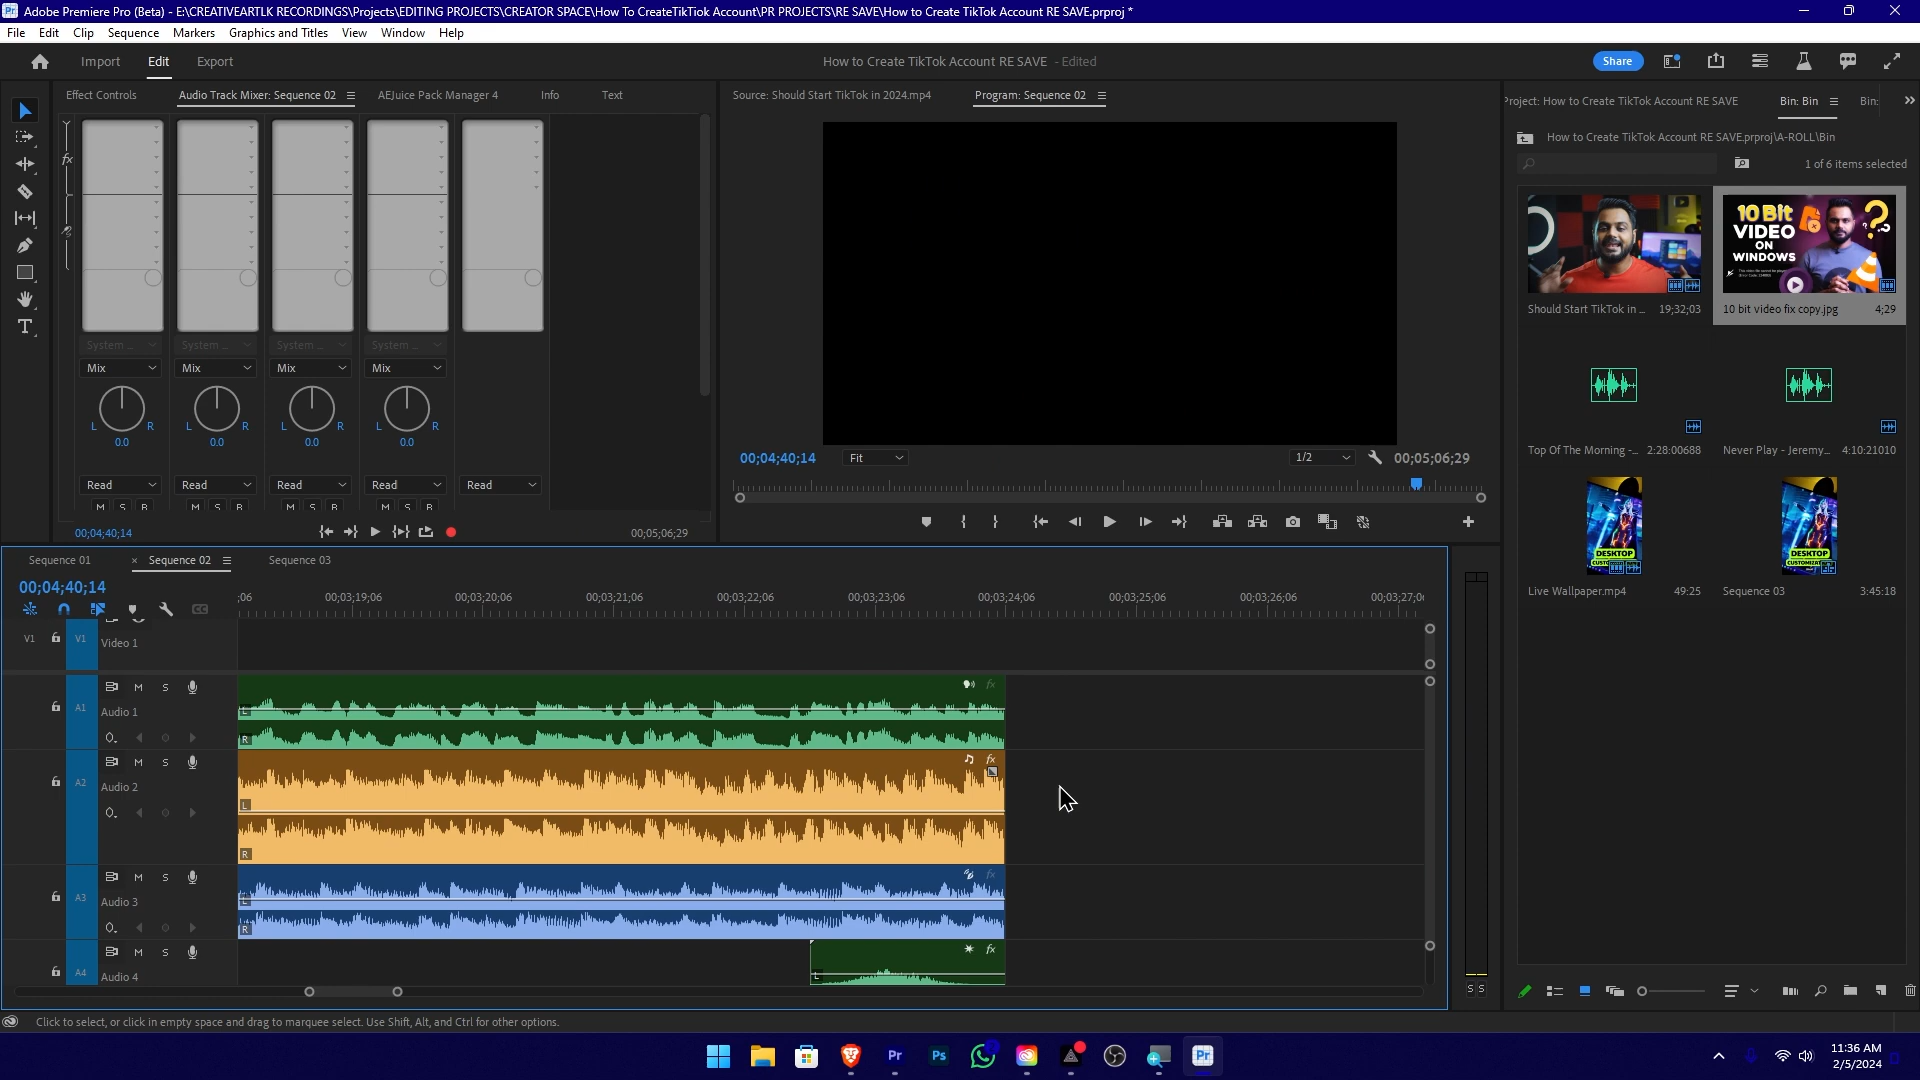 Adobe Premiere Pro (Beta) - E:\CREATIVEARTLK RECORDINGS\Projects\EDITING PROJECTS\CREATOR SPACE\How To CreateTikTiok Account\PR PROJECTS\RE SAVE\How to Create TikTok Account RE SAVE.prproj *
File Edit Clip Sequence Markers Graphics and Titles View Window Help
Import Edit Export How to Create TikTok Account RE SAVE - Edited Share
Effect Controls Audio Track Mixer: Sequence 02 AEJuice Pack Manager 4 Info Text
Mix Mix Mix Mix
L R L R L R L R
0.0 0.0 0.0 0.0
Read Read Read Read Read
M S R M S R M S R M S R
00;04;40;14 00;05;06;29
Source: Should Start TikTok in 2024.mp4 Program: Sequence 02
00;04;40;14 Fit 1/2 00;05;06;29
Project: How to Create TikTok Account RE SAVE Bin: Bin Bin:
How to Create TikTok Account RE SAVE.prproj\A-ROLL\Bin
1 of 6 items selected
10 Bit
VIDEO
ON
WINDOWS
Should Start TikTok in ... 19;32;03 10 bit video fix copy.jpg 4;29
Top Of The Morning -... 2:28:00688 Never Play - Jeremy... 4:10:21010
DESKTOP DESKTOP
Live Wallpaper.mp4 49:25 Sequence 03 3:45:18
Sequence 01 × Sequence 02 Sequence 03
00;04;40;14
;06 00;03;19;06 00;03;20;06 00;03;21;06 00;03;22;06 00;03;23;06 00;03;24;06 00;03;25;06 00;03;26;06 00;03;27;0
V1 V1 Video 1
A1 M S Audio 1 L R fx
A2 M S Audio 2 L R fx
A3 M S Audio 3 L R fx
A4 M S Audio 4 L fx
S S
Click to select, or click in empty space and drag to marquee select. Use Shift, Alt, and Ctrl for other options.
Pr Ps Pr
11:36 AM
2/5/2024